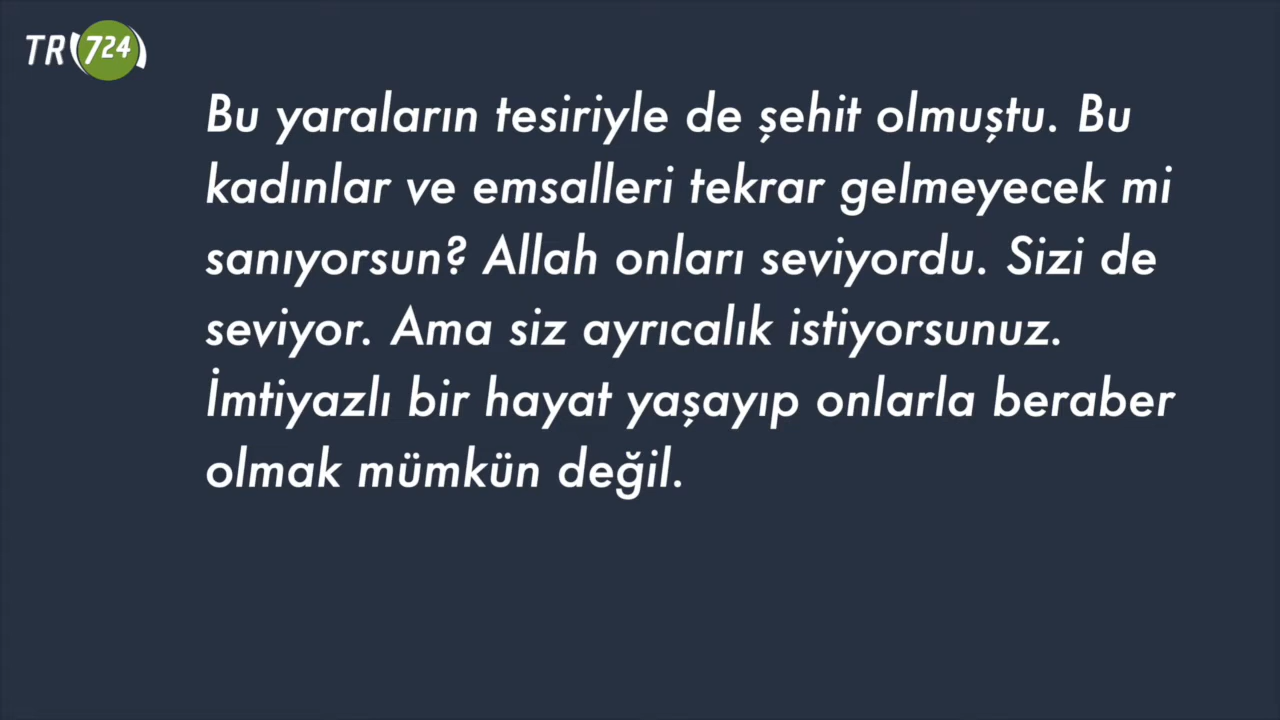 TR 724
Bu yaraların tesiriyle de şehit olmuştu. Bu
kadınlar ve emsalleri tekrar gelmeyecek mi
sanıyorsun? Allah onları seviyordu. Sizi de
seviyor. Ama siz ayrıcalık istiyorsunuz.
İmtiyazlı bir hayat yaşayıp onlarla beraber
olmak mümkün değil.